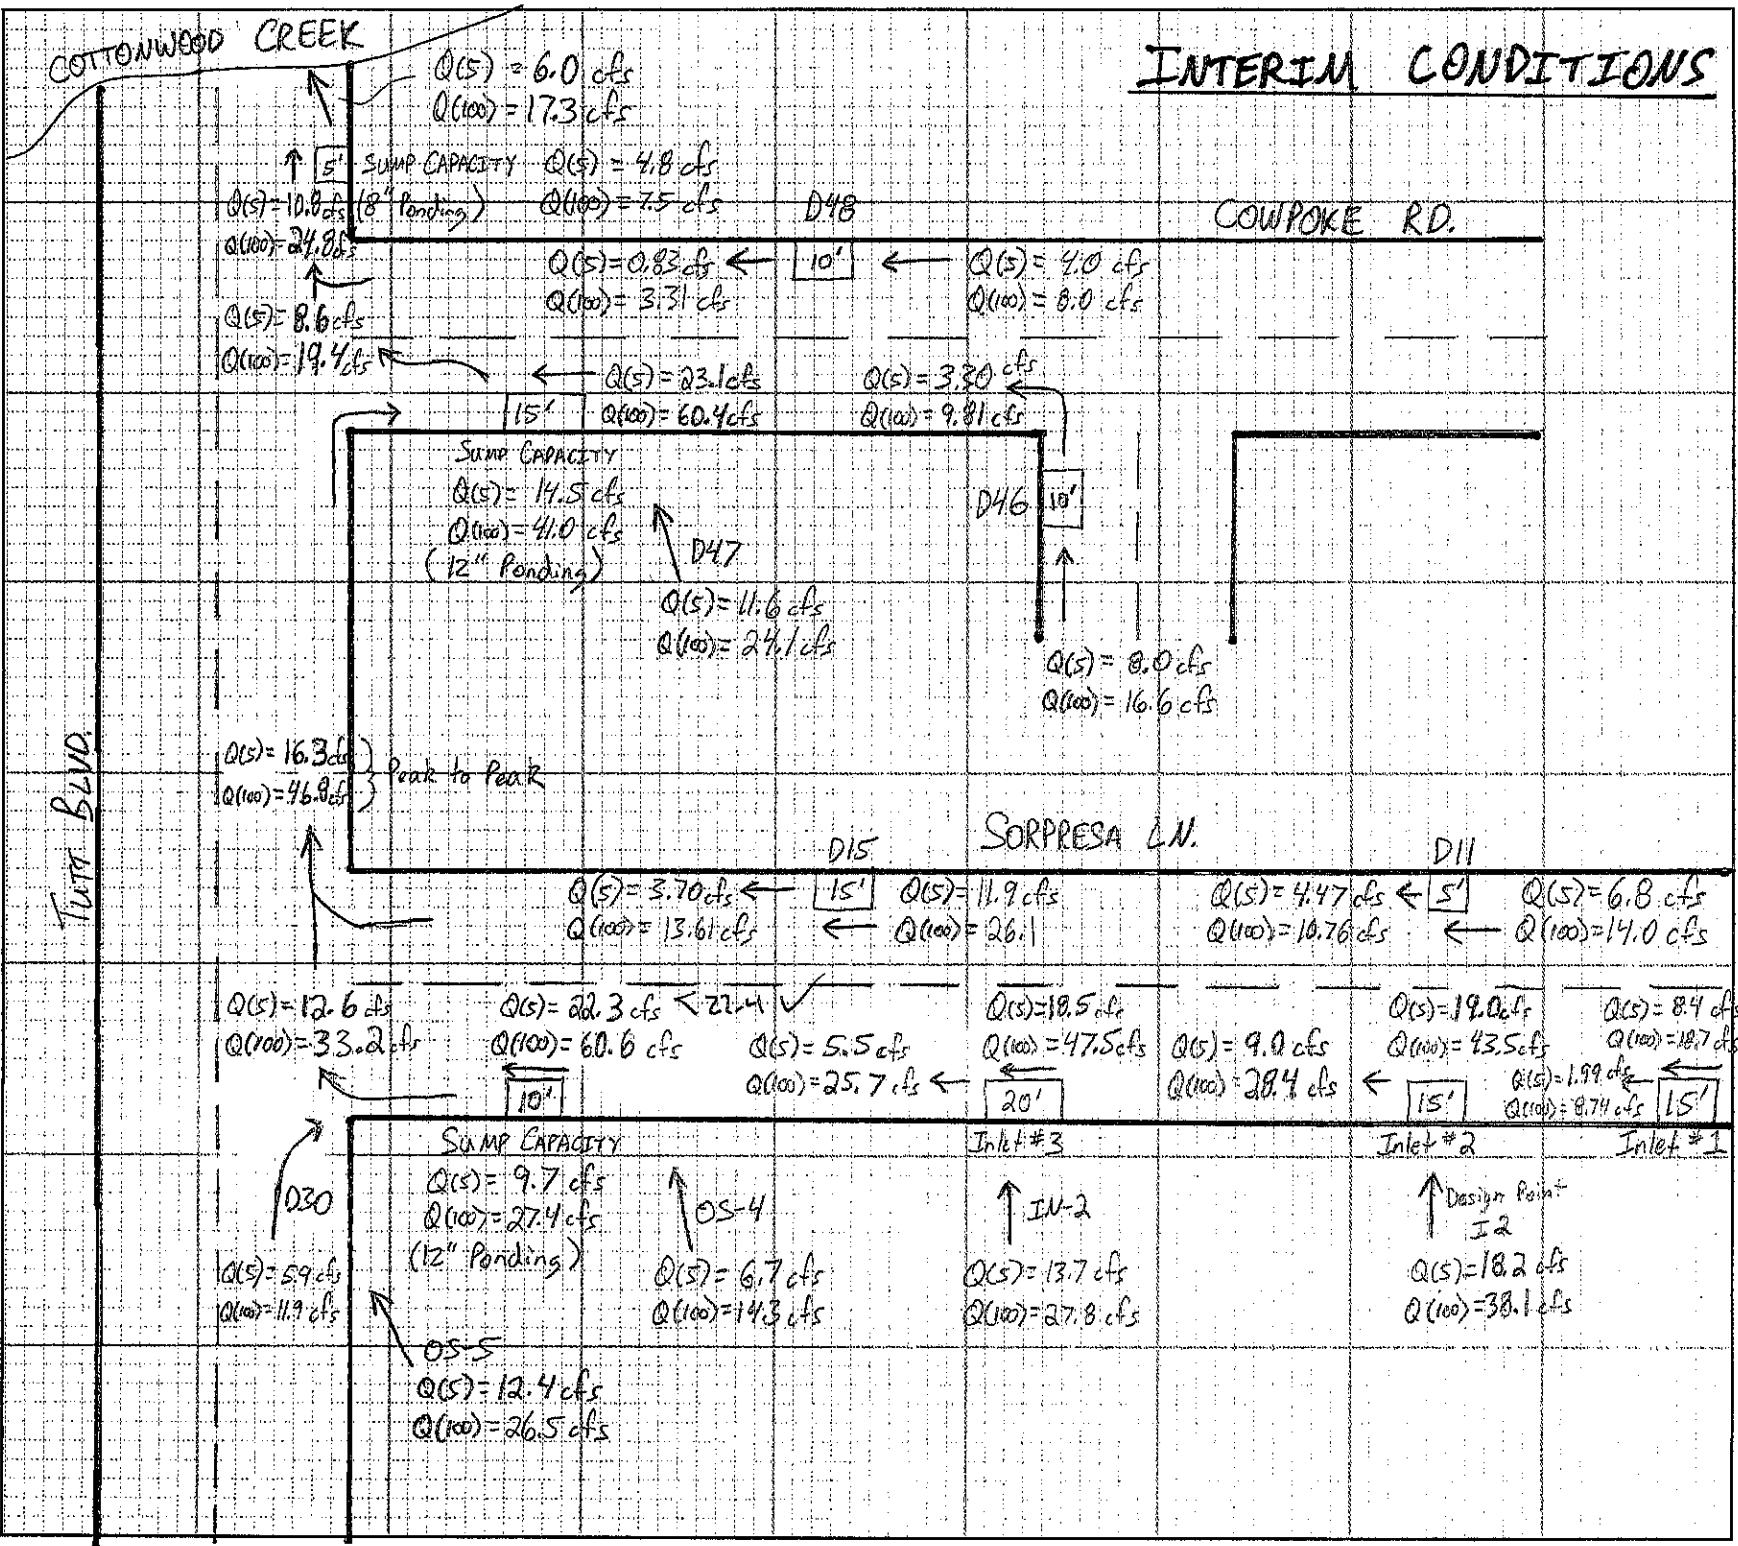 COTTONWOOD CREEK
INTERIM CONDITIONS
Q(5) = 6.0 cfs
Q(100) = 17.3 cfs
5'
SUMP CAPACITY
(8" Ponding)
Q(5) = 4.8 cfs
Q(100) = 7.5 cfs
Q(5)= 10.8 cfs
Q(100)= 24.8 cfs
D48
COWPOKE RD.
Q(5)= 0.83 cfs
Q(100)= 3.31 cfs
10'
Q(5)= 4.0 cfs
Q(100)= 8.0 cfs
Q(5)= 8.6 cfs
Q(100)= 19.4 cfs
Q(5)= 23.1 cfs
Q(100)= 60.4 cfs
Q(5)= 3.30 cfs
Q(100)= 9.81 cfs
15'
SUMP CAPACITY
Q(5)= 14.5 cfs
Q(100)= 41.0 cfs
(12" Ponding)
D46
10'
D47
Q(5)= 11.6 cfs
Q(100)= 24.1 cfs
Q(5)= 8.0 cfs
Q(100)= 16.6 cfs
TUTT BLVD.
Q(5)= 16.3 cfs
Q(100)= 46.8 cfs
Peak to Peak
SORPRESA LN.
D15
D11
Q(5)= 3.70 cfs
Q(100)= 13.61 cfs
15'
Q(5)= 11.9 cfs
Q(100)= 26.1
Q(5)= 4.47 cfs
Q(100)= 10.76 cfs
5'
Q(5)= 6.8 cfs
Q(100)= 14.0 cfs
Q(5)= 12.6 cfs
Q(100)= 33.2 cfs
Q(5)= 22.3 cfs < 22.4 ✓
Q(100)= 60.6 cfs
10'
Q(5)= 5.5 cfs
Q(100)= 25.7 cfs
Q(5)= 18.5 cfs
Q(100)= 47.5 cfs
20'
Q(5)= 9.0 cfs
Q(100)= 28.4 cfs
Q(5)= 19.0 cfs
Q(100)= 43.5 cfs
15'
Q(5)= 8.4 cfs
Q(100)= 18.7 cfs
Q(5)= 1.99 cfs
Q(100)= 8.74 cfs
15'
SUMP CAPACITY
Q(5)= 9.7 cfs
Q(100)= 27.4 cfs
(12" Ponding)
Inlet #3
Inlet #2
Inlet #1
D30
Q(5)= 5.9 cfs
Q(100)= 11.9 cfs
OS-4
Q(5)= 6.7 cfs
Q(100)= 14.3 cfs
IN-2
Q(5)= 13.7 cfs
Q(100)= 27.8 cfs
Design Point
I2
Q(5)= 18.2 cfs
Q(100)= 38.1 cfs
OS-5
Q(5)= 12.4 cfs
Q(100)= 26.5 cfs